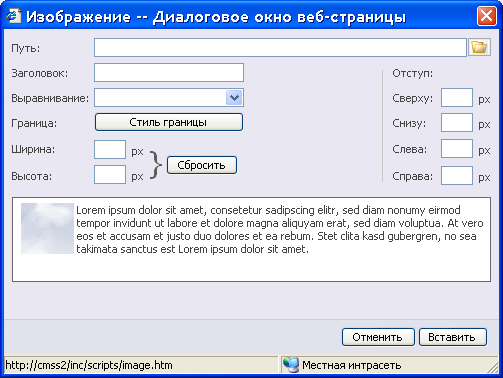 Изображение -- Диалоговое окно веб-страницы
Путь:
Заголовок:
Отступ:
Выравнивание:
Сверху: px
Граница: Стиль границы
Снизу: px
Ширина: px
Сбросить
Слева: px
Высота: px
Справа: px
Lorem ipsum dolor sit amet, consetetur sadipscing elitr, sed diam nonumy eirmod
tempor invidunt ut labore et dolore magna aliquyam erat, sed diam voluptua. At vero
eos et accusam et justo duo dolores et ea rebum. Stet clita kasd gubergren, no sea
takimata sanctus est Lorem ipsum dolor sit amet.
Отменить Вставить
http://cmss2/inc/scripts/image.htm Местная интрасеть